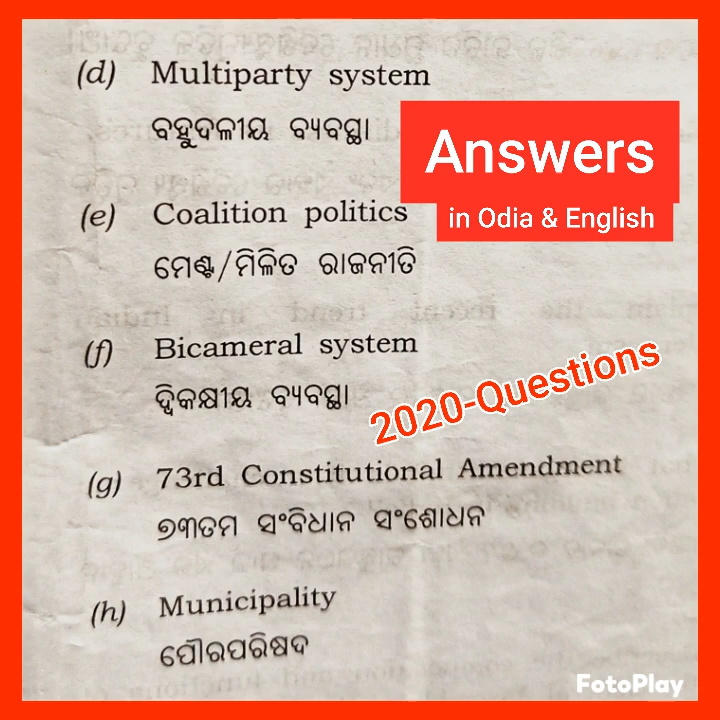 (d) Multiparty system
ବହୁଦଳୀୟ ବ୍ୟବସ୍ଥା
Answers
in Odia & English
(e) Coalition politics
ମେଣ୍ଟ/ମିଳିତ ରାଜନୀତି
(f) Bicameral system
ଦ୍ୱିକକ୍ଷୀୟ ବ୍ୟବସ୍ଥା
2020-Questions
(g) 73rd Constitutional Amendment
୭୩ତମ ସଂବିଧାନ ସଂଶୋଧନ
(h) Municipality
ପୌରପରିଷଦ
FotoPlay